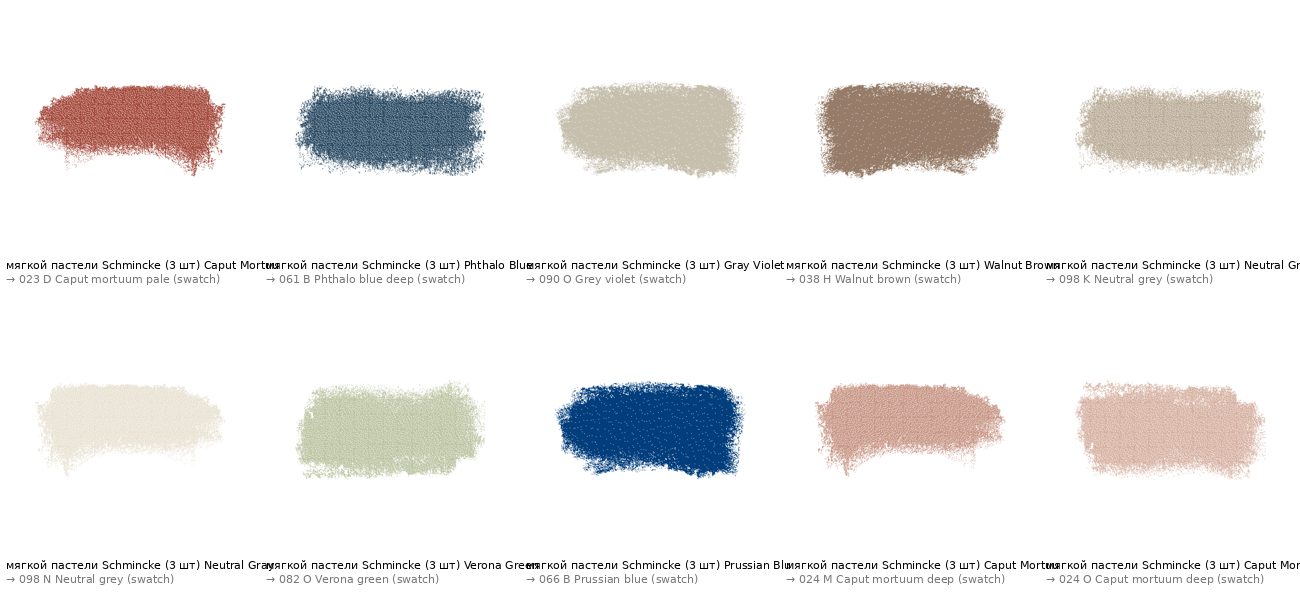 мягкой пастели Schmincke (3 шт) Caput Mortuu
→ 023 D Caput mortuum pale (swatch)
мягкой пастели Schmincke (3 шт) Phthalo Blue
→ 061 B Phthalo blue deep (swatch)
мягкой пастели Schmincke (3 шт) Gray Violet
→ 090 O Grey violet (swatch)
мягкой пастели Schmincke (3 шт) Walnut Brown
→ 038 H Walnut brown (swatch)
мягкой пастели Schmincke (3 шт) Neutral Gr
→ 098 K Neutral grey (swatch)
мягкой пастели Schmincke (3 шт) Neutral Gray
→ 098 N Neutral grey (swatch)
мягкой пастели Schmincke (3 шт) Verona Green
→ 082 O Verona green (swatch)
мягкой пастели Schmincke (3 шт) Prussian Blu
→ 066 B Prussian blue (swatch)
мягкой пастели Schmincke (3 шт) Caput Mortuu
→ 024 M Caput mortuum deep (swatch)
мягкой пастели Schmincke (3 шт) Caput Mor
→ 024 O Caput mortuum deep (swatch)